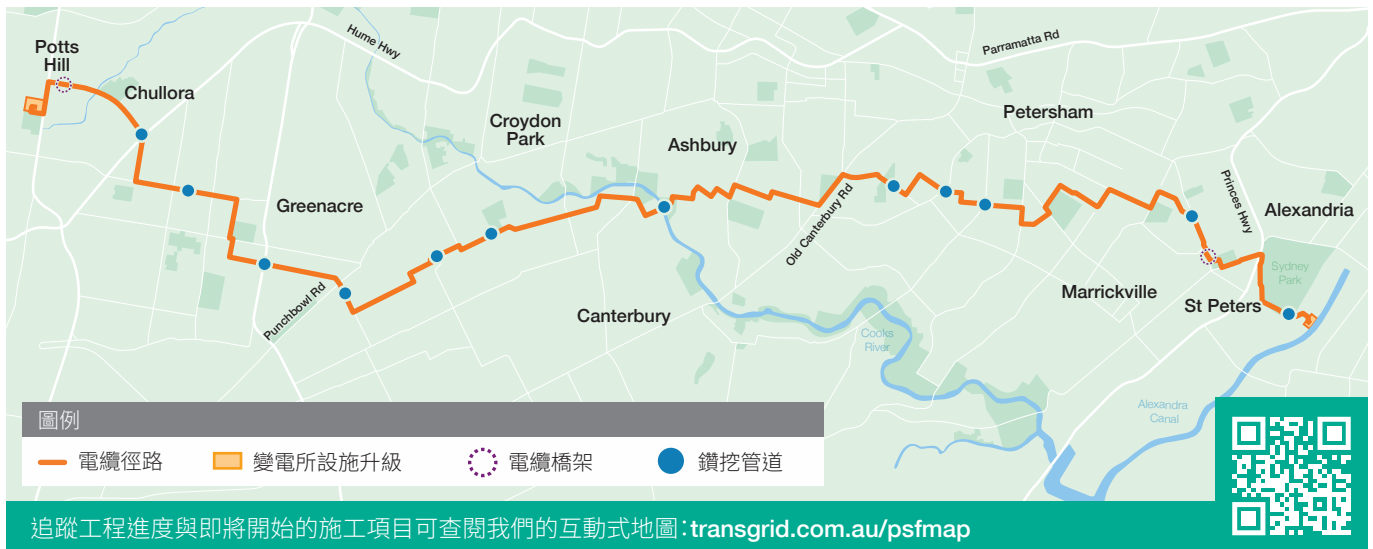 Hume Hwy
Parramatta Rd
Potts
Hill
Chullora
Croydon
Park
Ashbury
Petersham
Greenacre
Old Canterbury Rd
Princes Hwy
Alexandria
Sydney
Park
Punchbowl Rd
Canterbury
Marrickville
St Peters
Cooks
River
Alexandra
Canal
圖例
電纜徑路 變電所設施升級 電纜橋架 鑽挖管道
追蹤工程進度與即將開始的施工項目可查閱我們的互動式地圖：transgrid.com.au/psfmap